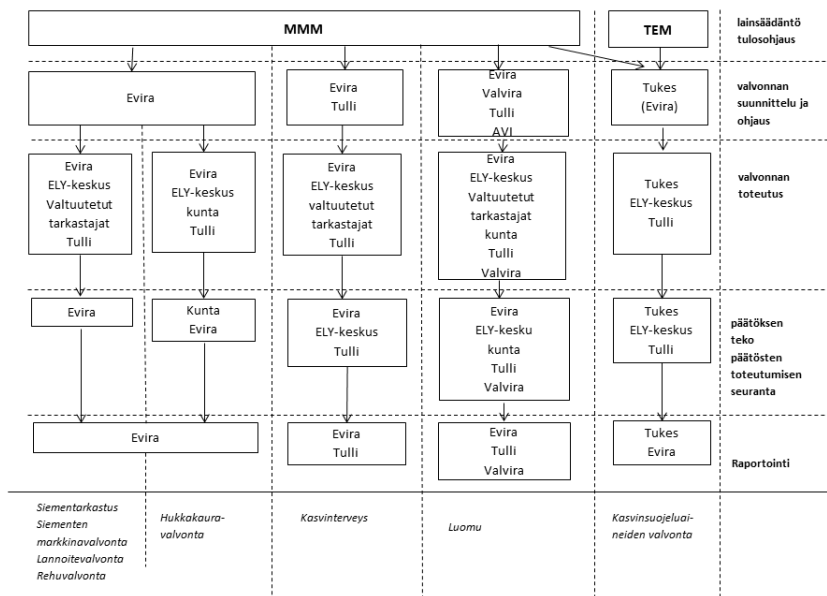 MMM
TEM
lainsäädäntö
tulosohjaus
Evira
Evira
Tulli
Evira
Valvira
Tulli
AVI
Tukes
(Evira)
valvonnan
suunnittelu ja
ohjaus
Evira
ELY-keskus
Valtuutetut
tarkastajat
Tulli
Evira
ELY-keskus
kunta
Tulli
Evira
ELY-keskus
valtuutetut
tarkastajat
Tulli
Evira
ELY-keskus
Valtuutetut
tarkastajat
kunta
Tulli
Valvira
Tukes
ELY-keskus
Tulli
valvonnan
toteutus
Evira
Kunta
Evira
Evira
ELY-keskus
Tulli
Evira
ELY-kesku
kunta
Tulli
Valvira
Tukes
ELY-keskus
Tulli
päätöksen
teko
päätösten
toteutumisen
seuranta
Evira
Evira
Tulli
Evira
Tulli
Valvira
Tukes
Evira
Raportointi
Siementarkastus
Siementen
markkinavalvonta
Lannoitevalvonta
Rehuvalvonta
Hukkakaura-
valvonta
Kasvinterveys
Luomu
Kasvinsuojeluai-
neiden valvonta